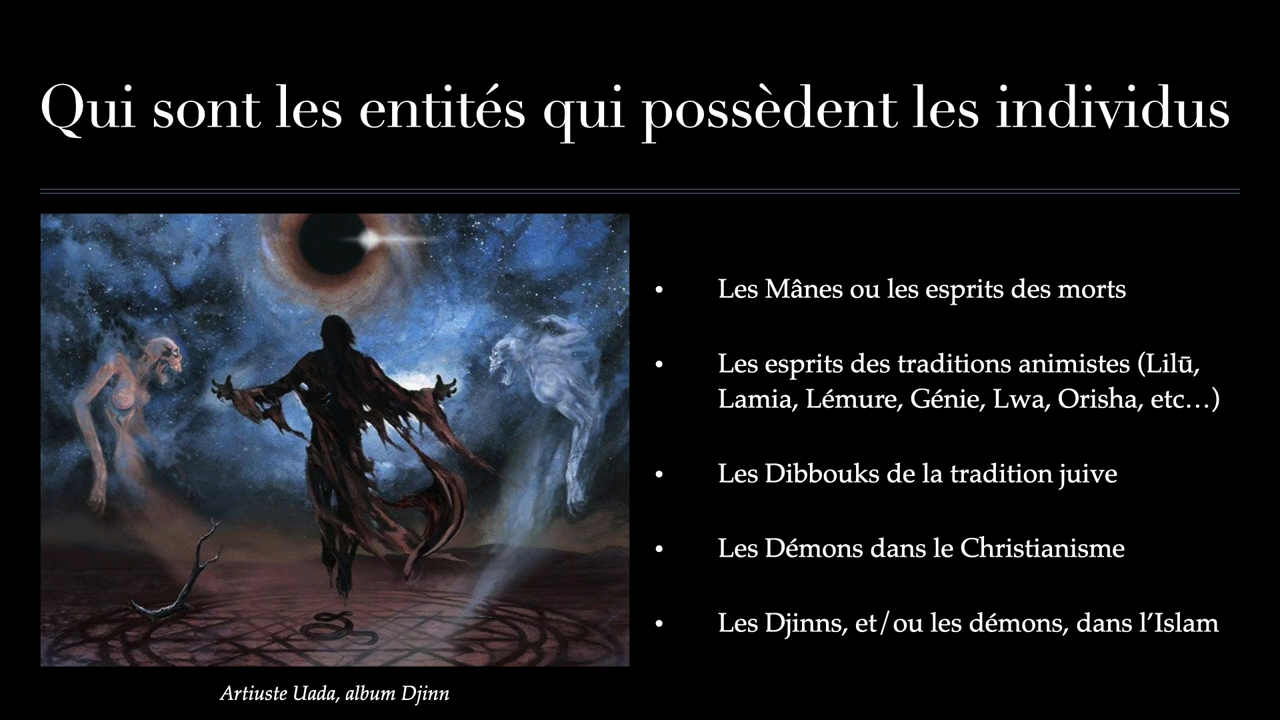 Qui sont les entités qui possèdent les individus
• Les Mânes ou les esprits des morts
• Les esprits des traditions animistes (Lilū,
Lamia, Lémure, Génie, Lwa, Orisha, etc…)
• Les Dibbouks de la tradition juive
• Les Démons dans le Christianisme
• Les Djinns, et/ou les démons, dans l’Islam
Artiuste Uada, album Djinn